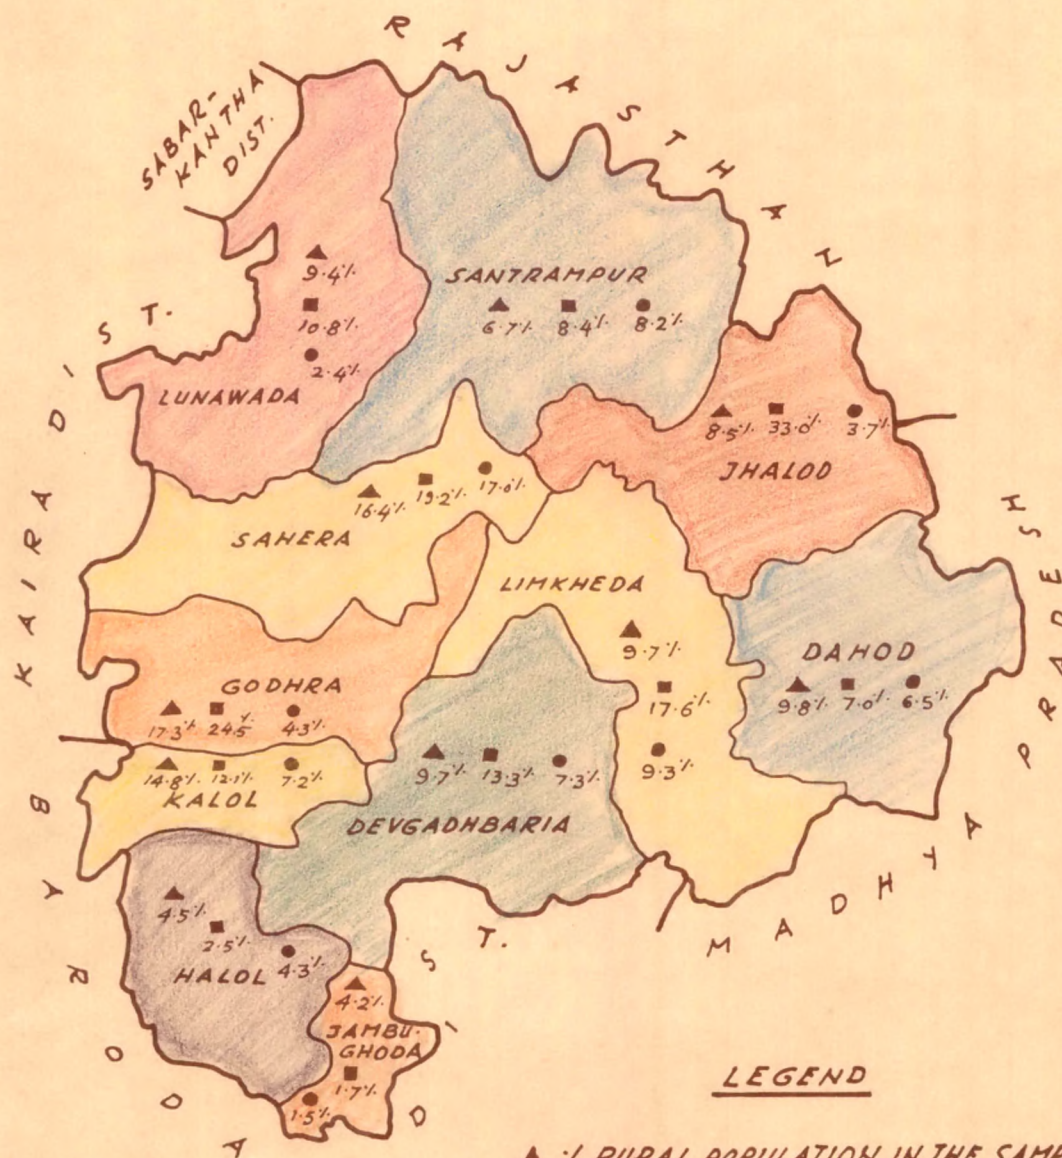 RAJASTHAN
SABAR-
KANTHA
DIST.
KAIRA DIST.
9.4%
10.8%
2.4%
LUNAWADA
SANTRAMPUR
6.7% 8.4% 8.2%
8.5% 33.0% 3.7%
JHALOD
16.4% 19.2% 17.0%
SAHERA
LIMKHEDA
9.7%
17.6%
9.3%
DAHOD
9.8% 7.0% 6.5%
GODHRA
17.3% 24.5% 4.3%
14.8% 12.1% 7.2%
KALOL
9.7% 13.3% 7.3%
DEVGADHBARIA
4.5%
2.5%
4.3%
HALOL
4.2%
JAMBU-
GHODA
1.7%
1.5%
BARODA DIST.
MADHYA PRADESH
LEGEND
% RURAL POPULATION IN THE SAMP